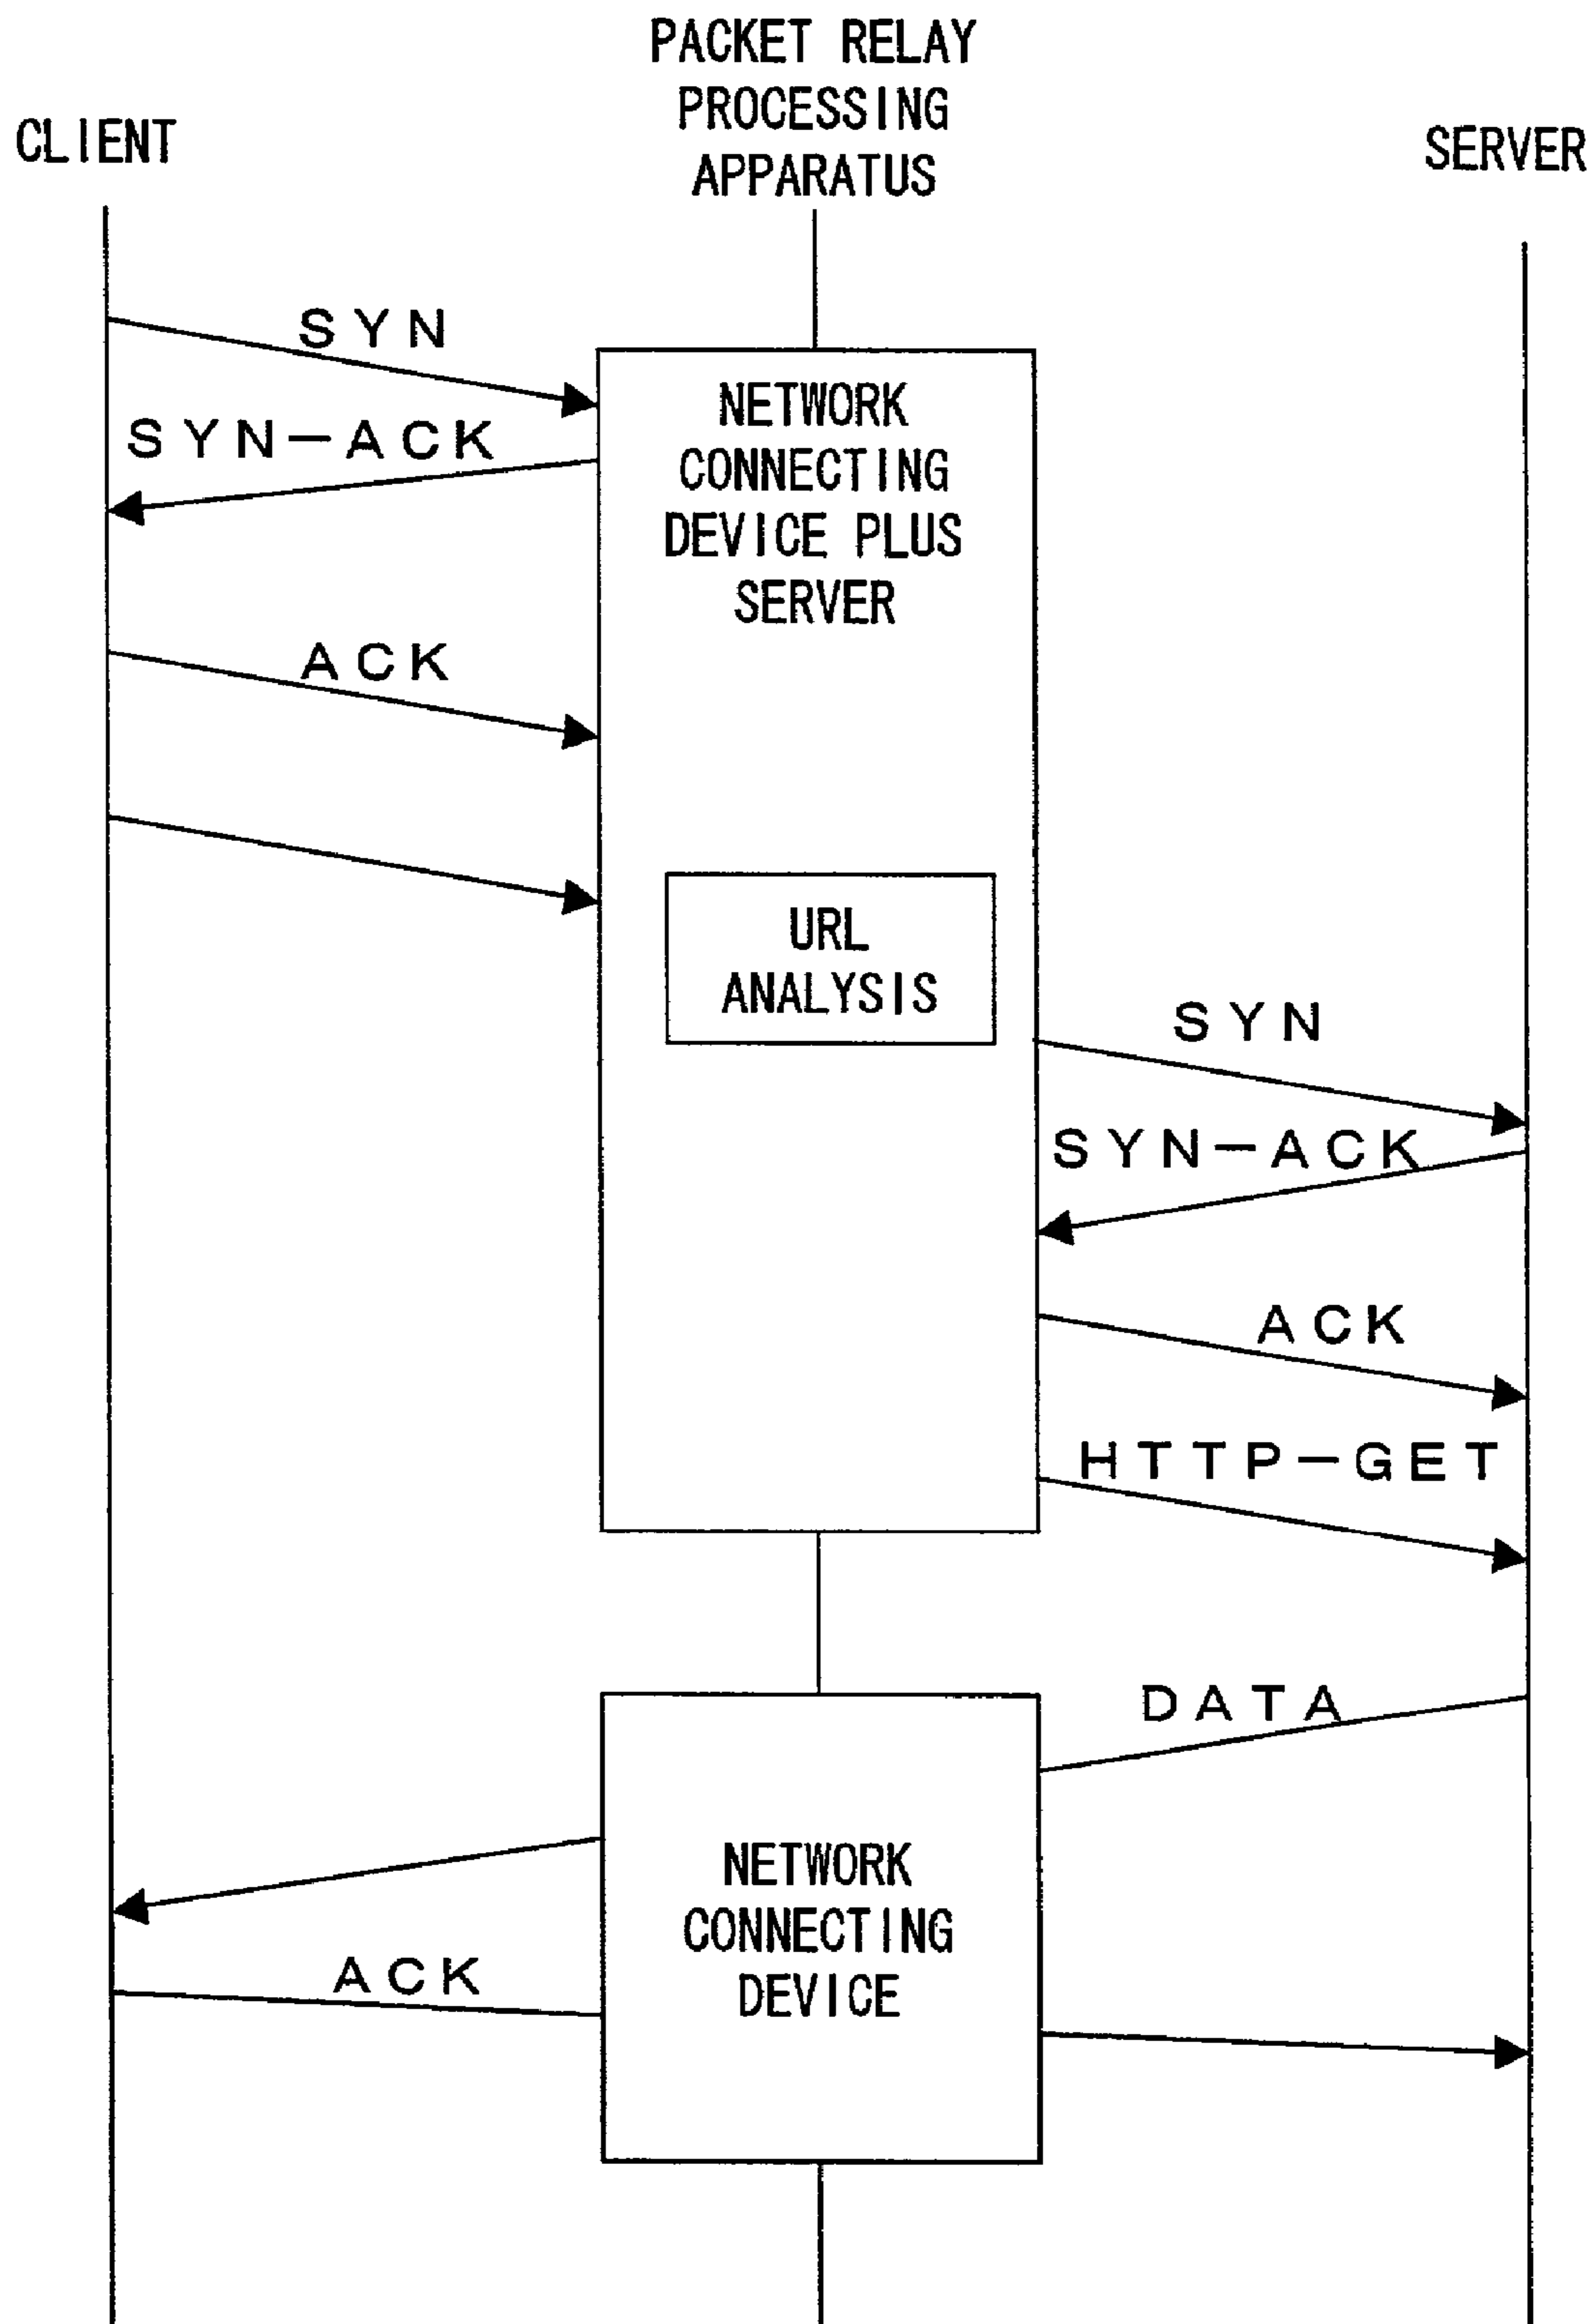 PACKET RELAY
PROCESSING
APPARATUS
CLIENT
SERVER
SYN
SYN-ACK
NETWORK
CONNECTING
DEVICE PLUS
SERVER
ACK
URL
ANALYSIS
SYN
SYN-ACK
ACK
HTTP-GET
DATA
NETWORK
CONNECTING
DEVICE
ACK